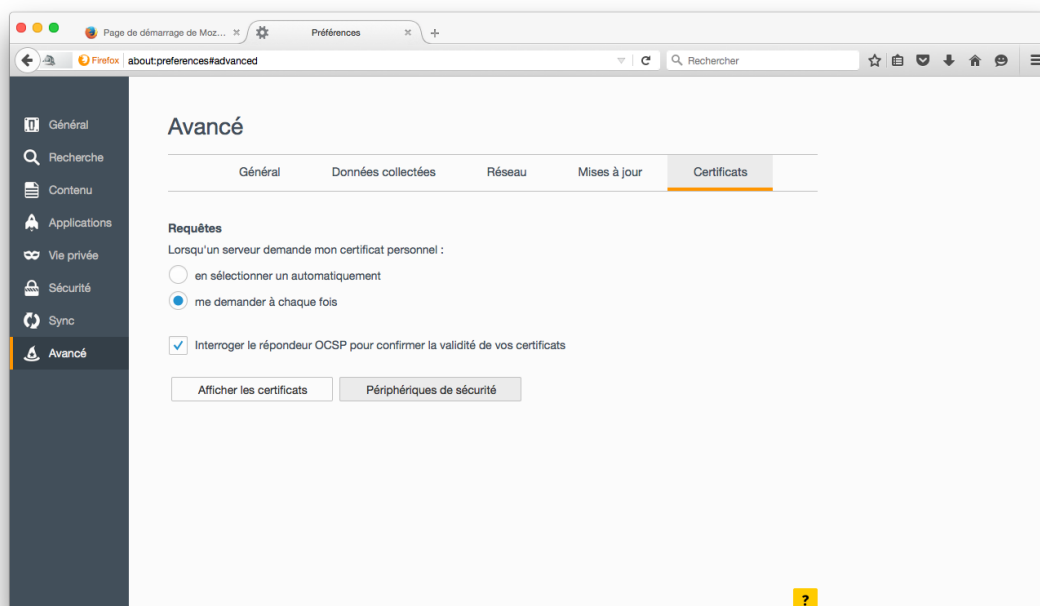 Page de démarrage de Moz...
Préférences
Firefox
about:preferences#advanced
Rechercher
Général
Recherche
Contenu
Applications
Vie privée
Sécurité
Sync
Avancé
Avancé
Général
Données collectées
Réseau
Mises à jour
Certificats
Requêtes
Lorsqu'un serveur demande mon certificat personnel :
en sélectionner un automatiquement
me demander à chaque fois
Interroger le répondeur OCSP pour confirmer la validité de vos certificats
Afficher les certificats
Périphériques de sécurité
?